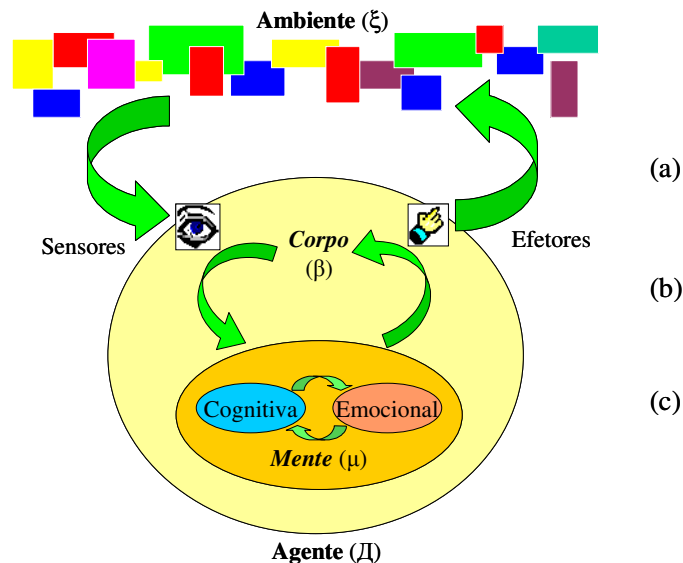 Ambiente (ξ)
(a)
Sensores
Efetores
Corpo
(β)
(b)
Cognitiva
Emocional
(c)
Mente (μ)
Agente (Д)